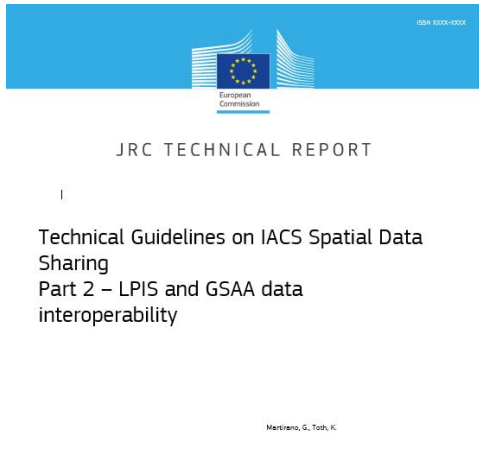 ISSN XXXX-XXXX
European
Commission
JRC TECHNICAL REPORT
Technical Guidelines on IACS Spatial Data
Sharing
Part 2 – LPIS and GSAA data
interoperability
Martirano, G., Toth, K.